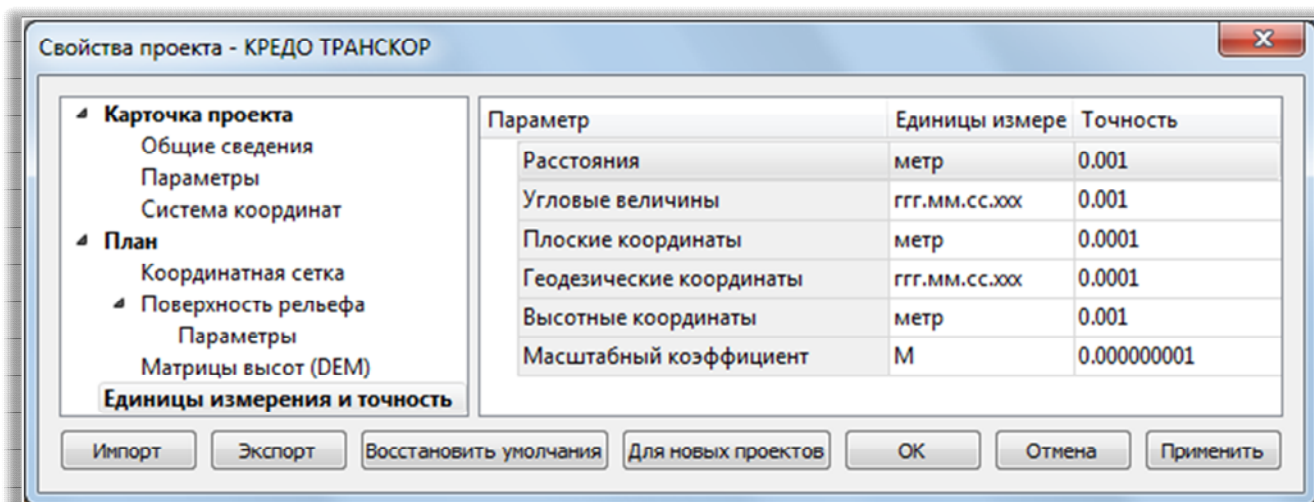 Свойства проекта - КРЕДО ТРАНСКОР
Карточка проекта
Общие сведения
Параметры
Система координат
План
Координатная сетка
Поверхность рельефа
Параметры
Матрицы высот (DEM)
Единицы измерения и точность
Параметр Единицы измере Точность
Расстояния метр 0.001
Угловые величины ггг.мм.сс.xxx 0.001
Плоские координаты метр 0.0001
Геодезические координаты ггг.мм.сс.xxx 0.0001
Высотные координаты метр 0.001
Масштабный коэффициент М 0.000000001
Импорт Экспорт Восстановить умолчания Для новых проектов ОК Отмена Применить